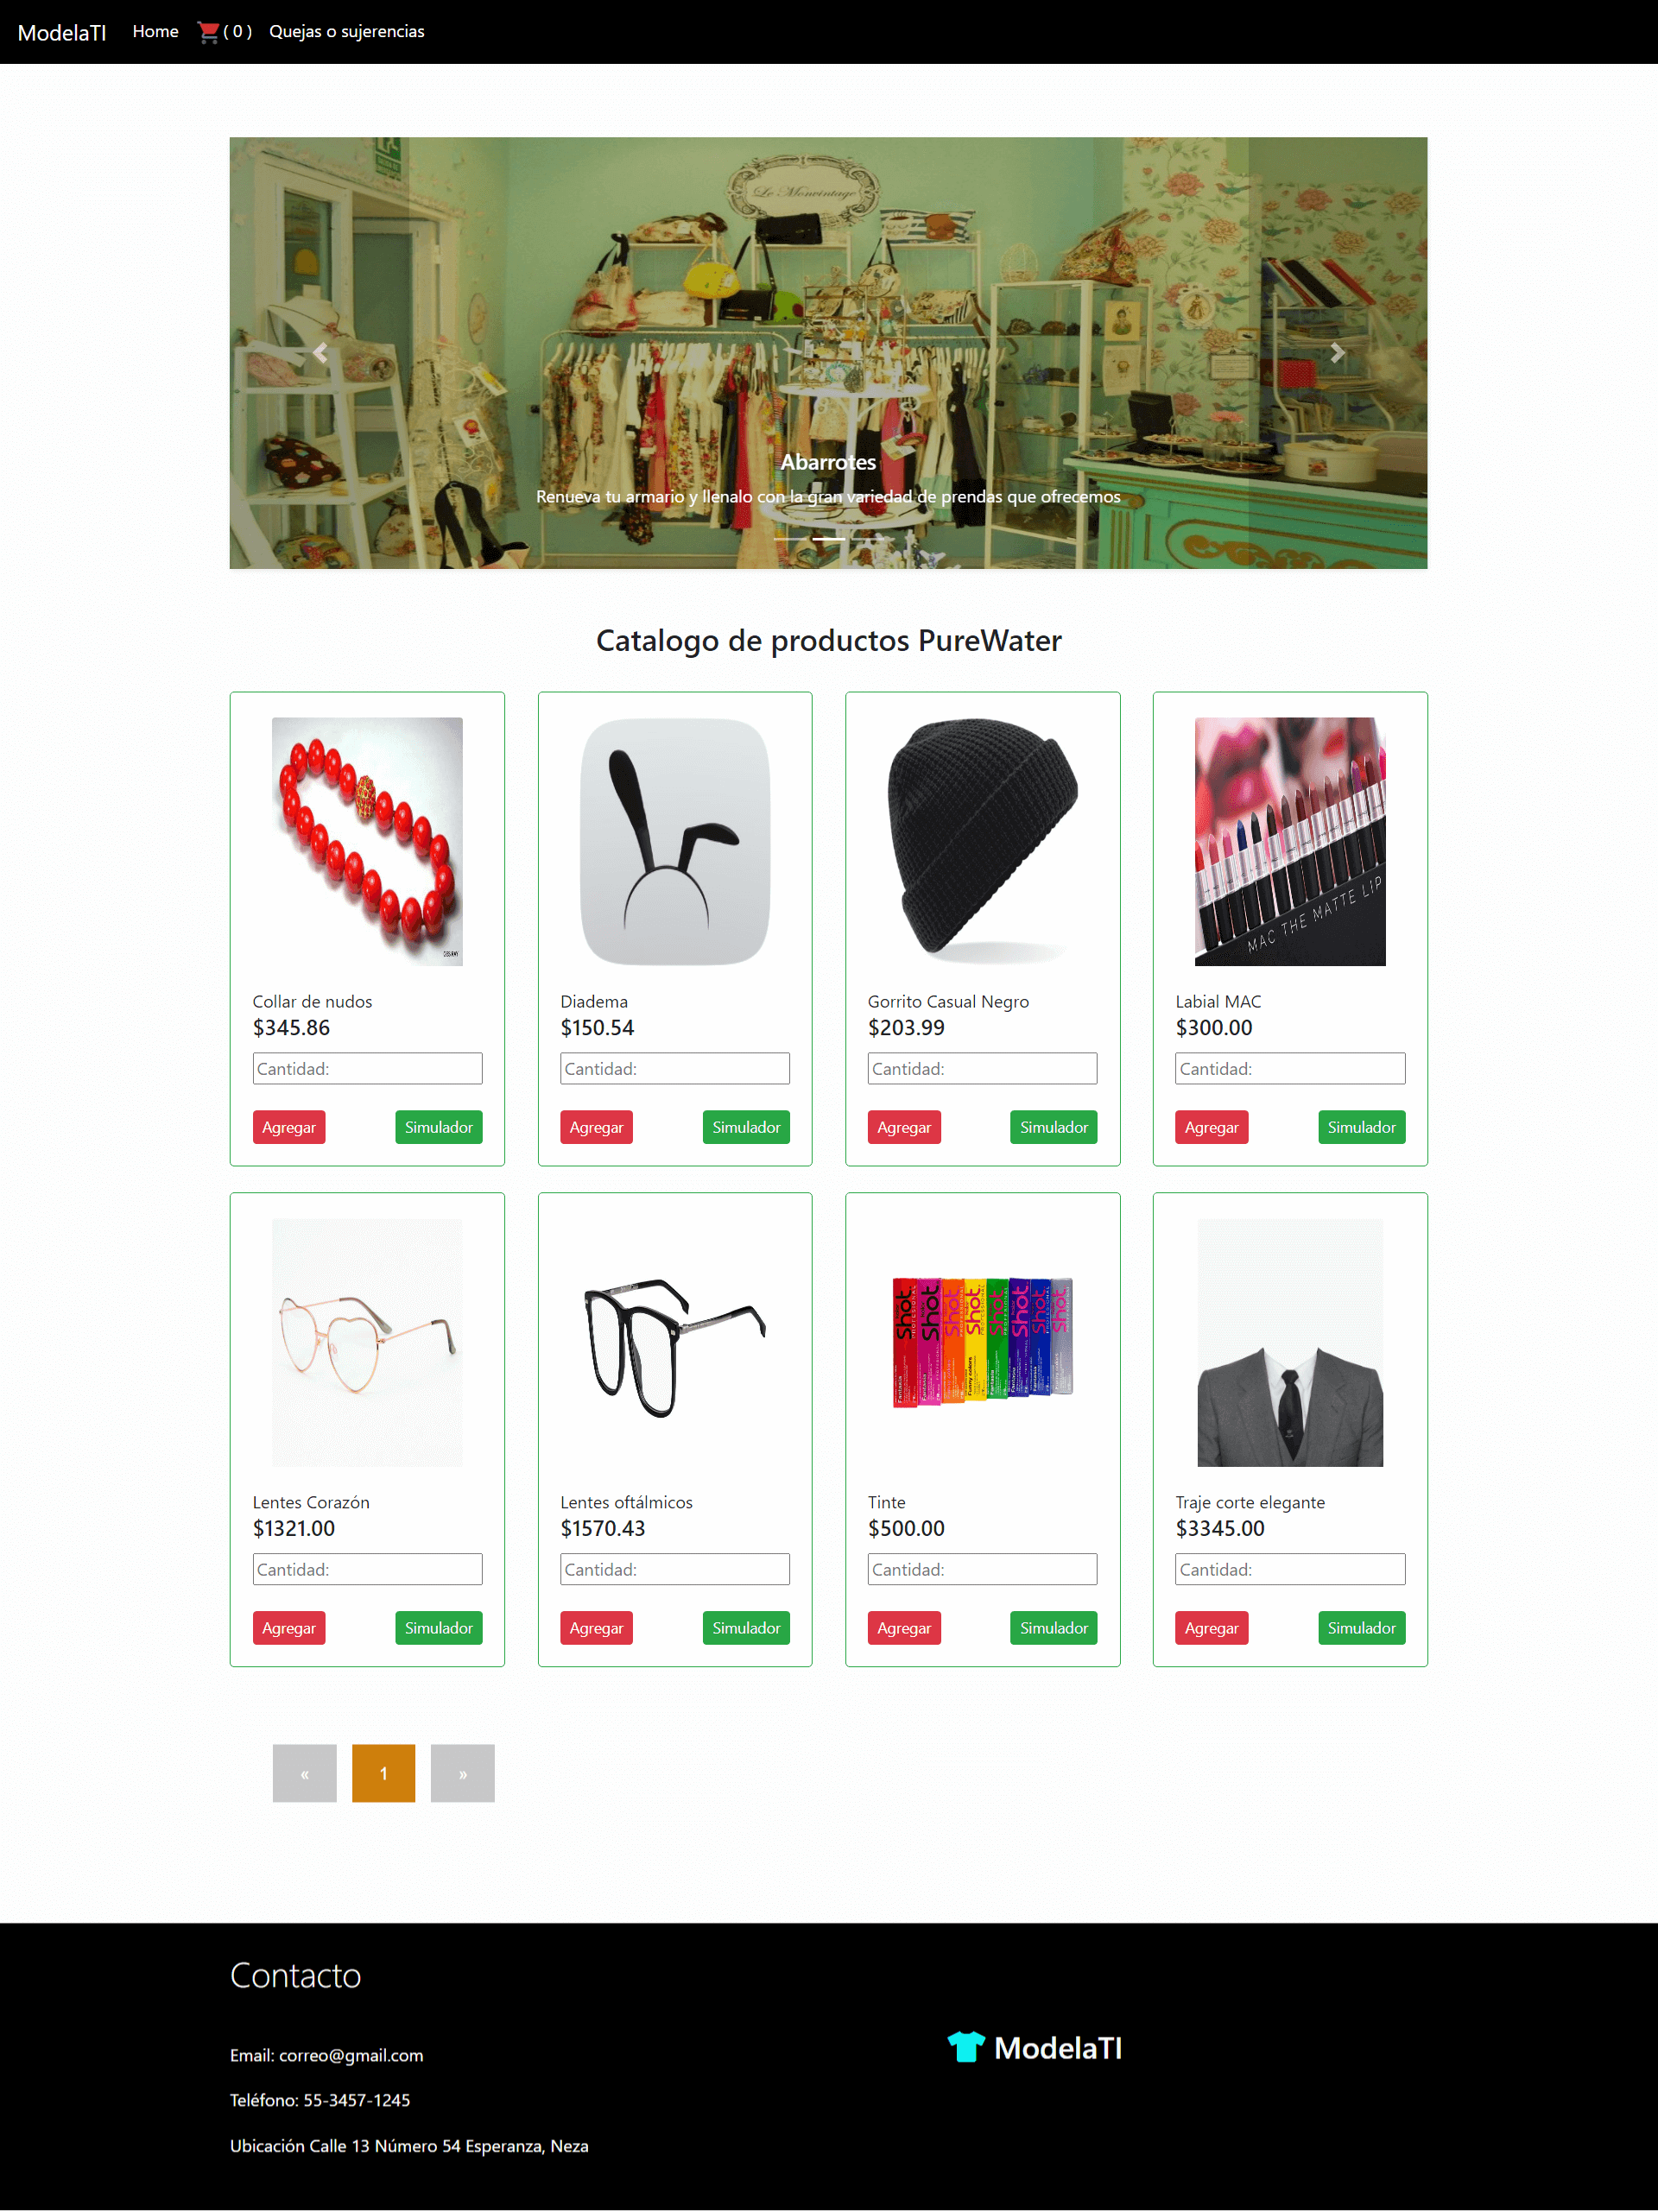 ModelaTI Home ( 0 ) Quejas o sujerencias
Le Monvintage
Abarrotes
Renueva tu armario y llenalo con la gran variedad de prendas que ofrecemos
Catalogo de productos PureWater
MAC THE MATTE LIP
Collar de nudos
$345.86
Cantidad:
Agregar Simulador
Diadema
$150.54
Cantidad:
Agregar Simulador
Gorrito Casual Negro
$203.99
Cantidad:
Agregar Simulador
Labial MAC
$300.00
Cantidad:
Agregar Simulador
Shot Shot Shot Shot Shot Shot Shot Shot
Lentes Corazón
$1321.00
Cantidad:
Agregar Simulador
Lentes oftálmicos
$1570.43
Cantidad:
Agregar Simulador
Tinte
$500.00
Cantidad:
Agregar Simulador
Traje corte elegante
$3345.00
Cantidad:
Agregar Simulador
« 1 »
Contacto
ModelaTI
Email: correo@gmail.com
Teléfono: 55-3457-1245
Ubicación Calle 13 Número 54 Esperanza, Neza